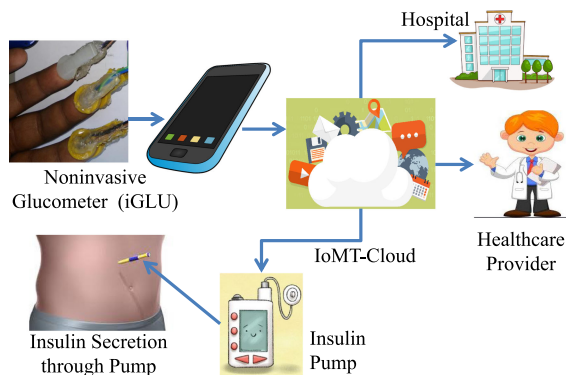 Hospital
Noninvasive
Glucometer (iGLU)
IoMT-Cloud
Healthcare
Provider
Insulin Secretion
through Pump
Insulin
Pump